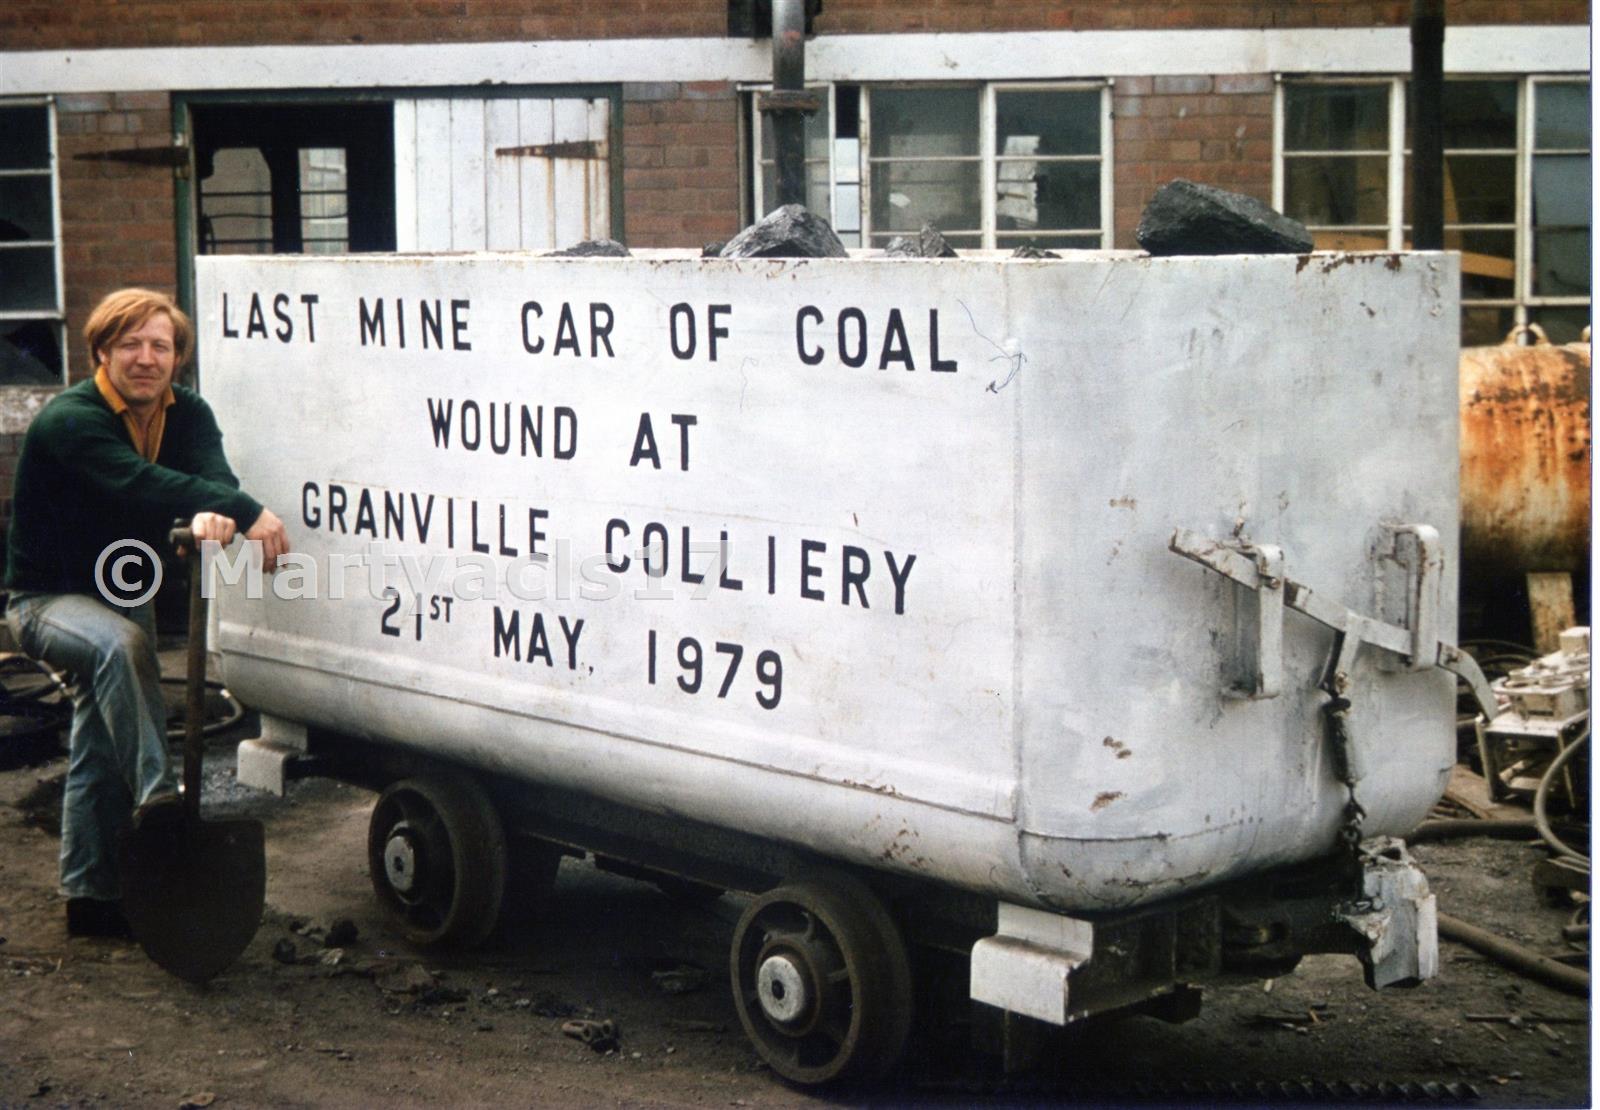 LAST MINE CAR OF COAL
WOUND AT
GRANVILLE COLLIERY
21ST MAY, 1979
© Martyacls17